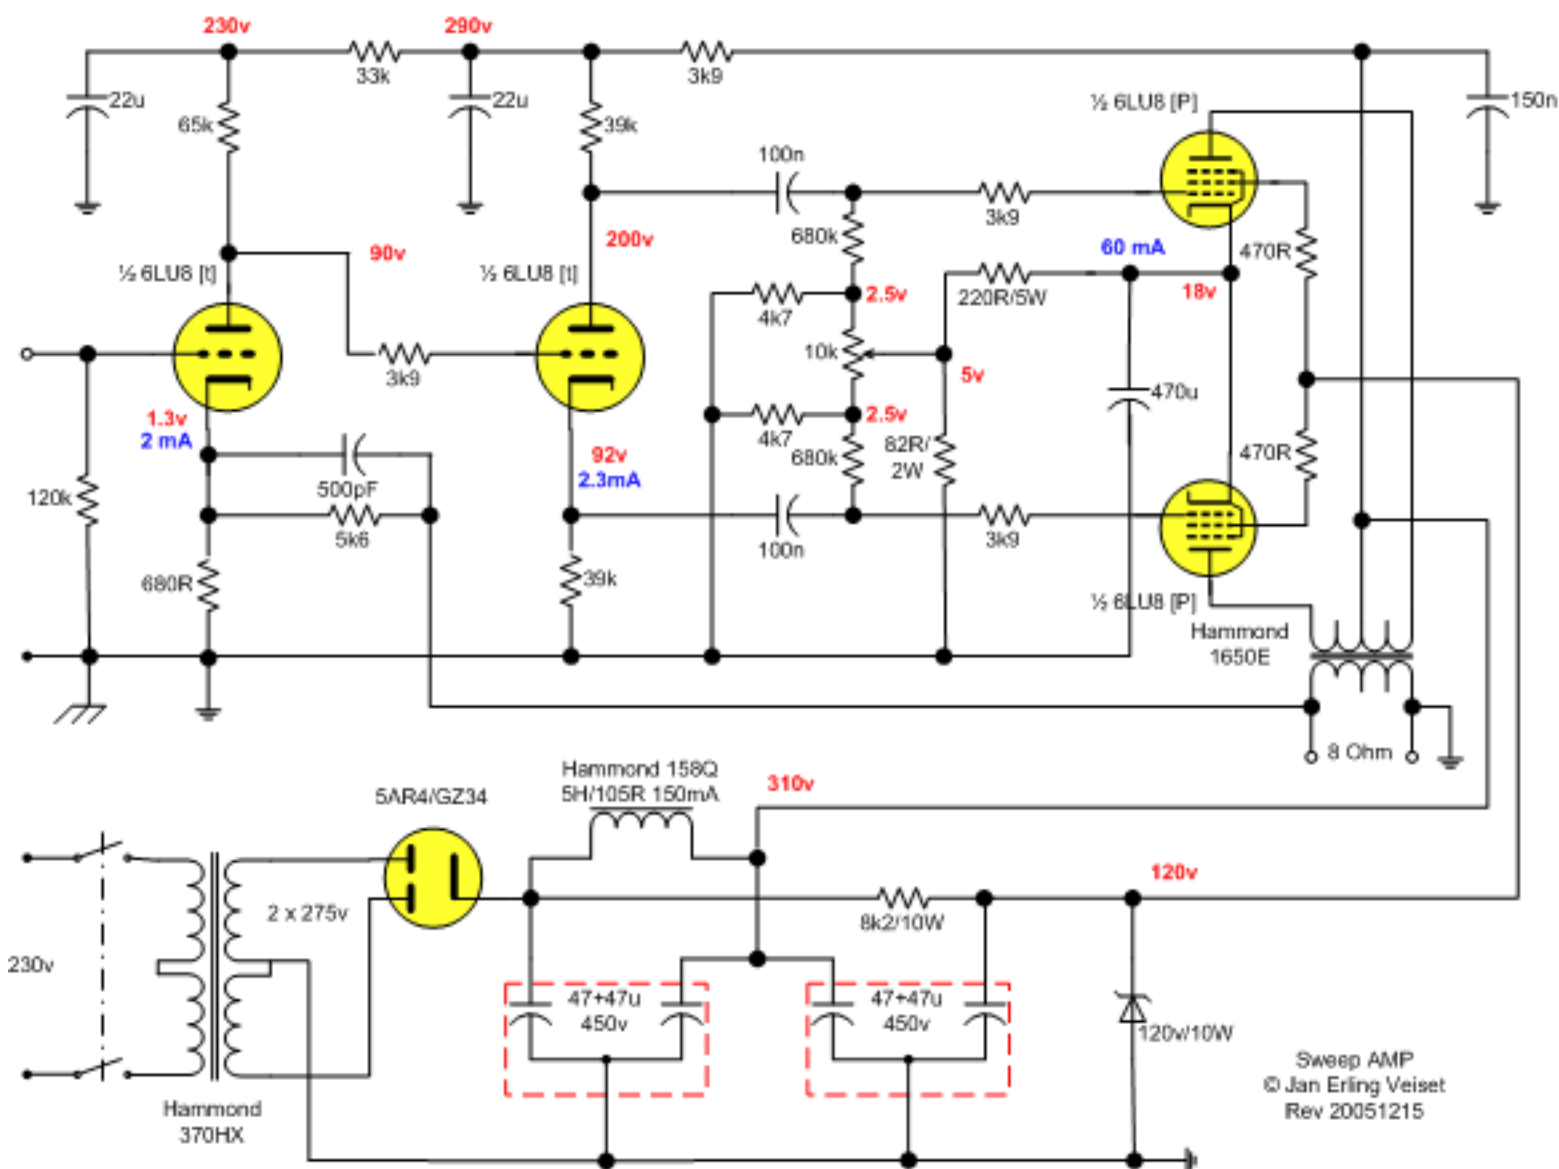 230v
290v
33k
3k9
22u
22u
65k
39k
½ 6LU8 [P]
150n
100n
3k9
680k
470R
200v
60 mA
90v
½ 6LU8 [t]
½ 6LU8 [t]
2.5v
220R/5W
18v
4k7
10k
3k9
5v
470u
1.3v
2 mA
2.5v
4k7
82R/
2W
470R
92v
2.3mA
680k
500pF
120k
5k6
100n
3k9
680R
39k
½ 6LU8 [P]
Hammond
1650E
8 Ohm
Hammond 158Q
5H/105R 150mA
310v
5AR4/GZ34
120v
2 x 275v
8k2/10W
230v
47+47u
450v
47+47u
450v
120v/10W
Hammond
370HX
Sweep AMP
© Jan Erling Veiset
Rev 20051215